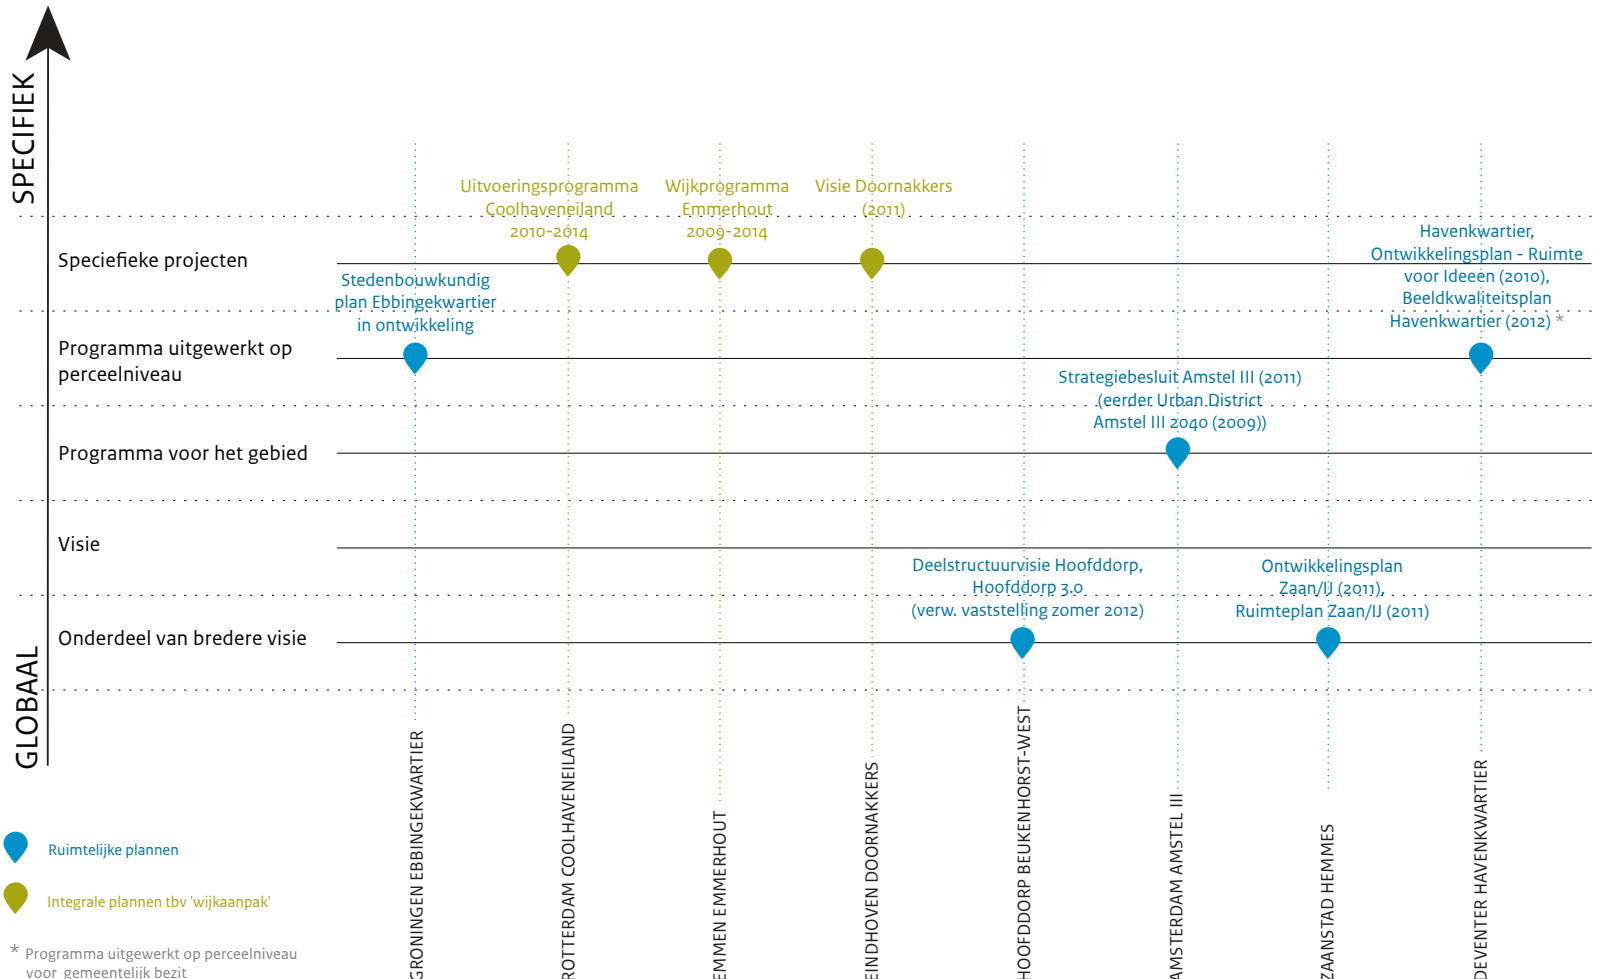 SPECIFIEK
GLOBAAL
Uitvoeringsprogramma
Coolhaveneiland
2010-2014
Wijkprogramma
Emmerhout
2009-2014
Visie Doornakkers
(2011)
Speciefieke projecten
Stedenbouwkundig
plan Ebbingekwartier
in ontwikkeling
Havenkwartier,
Ontwikkelingsplan - Ruimte
voor Ideeen (2010),
Beeldkwaliteitsplan
Havenkwartier (2012) *
Programma uitgewerkt op
perceelniveau
Strategiebesluit Amstel III (2011)
(eerder Urban District
Amstel III 2040 (2009))
Programma voor het gebied
Visie
Deelstructuurvisie Hoofddorp,
Hoofddorp 3.0
(verw. vaststelling zomer 2012)
Ontwikkelingsplan
Zaan/IJ (2011),
Ruimteplan Zaan/IJ (2011)
Onderdeel van bredere visie
GRONINGEN EBBINGEKWARTIER
ROTTERDAM COOLHAVENEILAND
EMMEN EMMERHOUT
EINDHOVEN DOORNAKKERS
HOOFDDORP BEUKENHORST-WEST
AMSTERDAM AMSTEL III
ZAANSTAD HEMMES
DEVENTER HAVENKWARTIER
Ruimtelijke plannen
Integrale plannen tbv 'wijkaanpak'
* Programma uitgewerkt op perceelniveau
voor gemeentelijk bezit